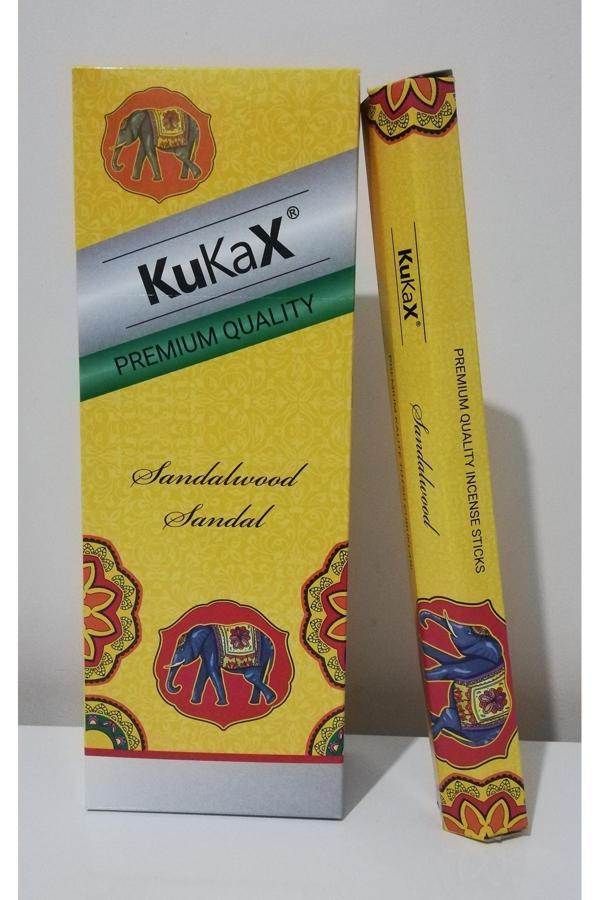 KuKaX®
PREMIUM QUALITY
Sandalwood
Sandal
KuKaX®
Sandalwood
PREMIUM QUALITY INCENSE STICKS